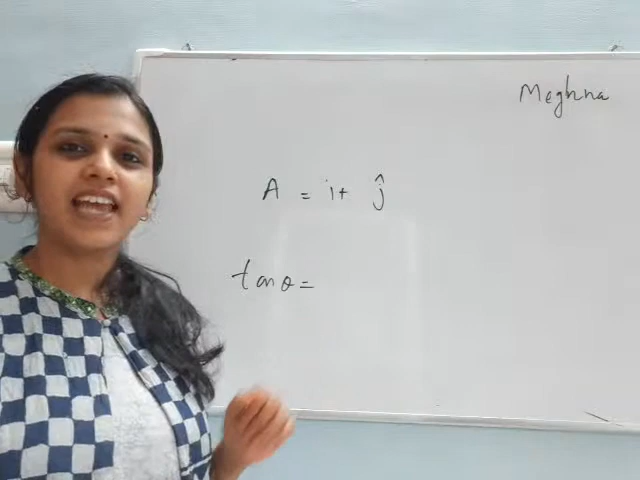 Meghna
A = i + ĵ
tan θ =